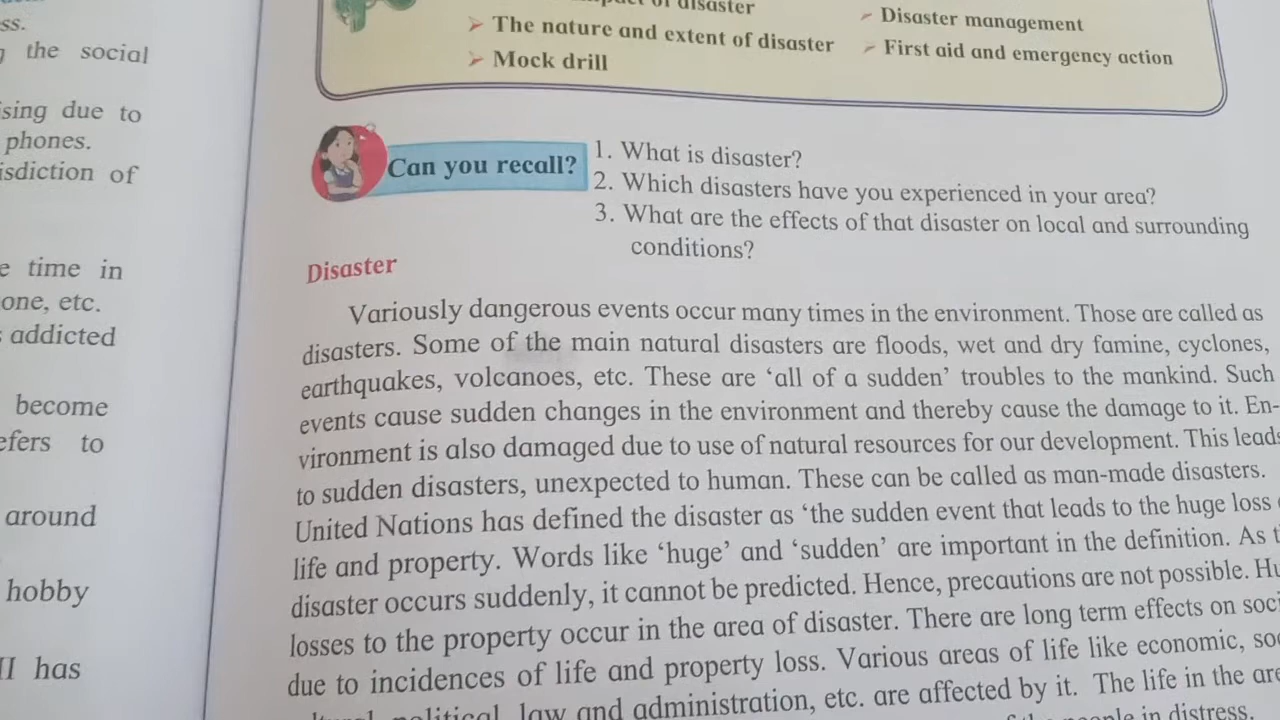 ss.
the social
sing due to
phones.
isdiction of
e time in
one, etc.
addicted
become
efers to
around
hobby
II has
of disaster
➢ The nature and extent of disaster
➢ Mock drill
➢ Disaster management
➢ First aid and emergency action
Can you recall?
1. What is disaster?
2. Which disasters have you experienced in your area?
3. What are the effects of that disaster on local and surrounding
conditions?
Disaster
Variously dangerous events occur many times in the environment. Those are called as
disasters. Some of the main natural disasters are floods, wet and dry famine, cyclones,
earthquakes, volcanoes, etc. These are ‘all of a sudden’ troubles to the mankind. Such
events cause sudden changes in the environment and thereby cause the damage to it. En-
vironment is also damaged due to use of natural resources for our development. This leads
to sudden disasters, unexpected to human. These can be called as man-made disasters.
United Nations has defined the disaster as ‘the sudden event that leads to the huge loss
life and property. Words like ‘huge’ and ‘sudden’ are important in the definition. As
disaster occurs suddenly, it cannot be predicted. Hence, precautions are not possible.
losses to the property occur in the area of disaster. There are long term effects on
due to incidences of life and property loss. Various areas of life like economic,
political, law and administration, etc. are affected by it. The life in the
people in distress.